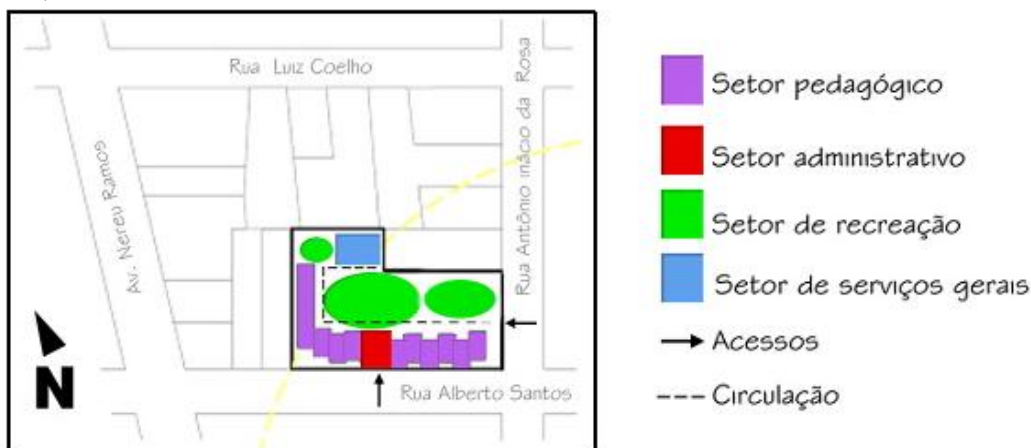 Rua Luiz Coelho
Rua Antônio Inácio da Rosa
Av. Nereu Ramos
Rua Alberto Santos
N
Setor pedagógico
Setor administrativo
Setor de recreação
Setor de serviços gerais
Acessos
Circulação